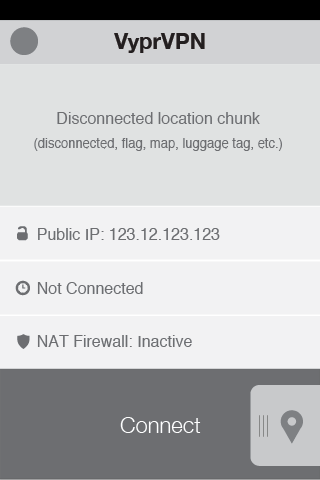 VyprVPN
Disconnected location chunk
(disconnected, flag, map, luggage tag, etc.)
Public IP: 123.12.123.123
Not Connected
NAT Firewall: Inactive
Connect